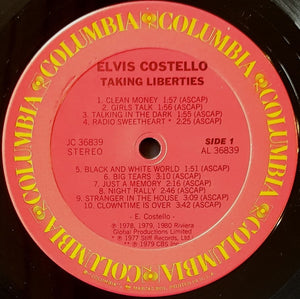 COLUMBIA COLUMBIA COLUMBIA COLUMBIA COLUMBIA COLUMBIA
ELVIS COSTELLO
TAKING LIBERTIES
1. CLEAN MONEY 1:57 (ASCAP)
2. GIRLS TALK 1:56 (ASCAP)
3. TALKING IN THE DARK 1:55 (ASCAP)
4. RADIO SWEETHEART * 2:25 (ASCAP)
JC 36839
STEREO
SIDE 1
AL 36839
5. BLACK AND WHITE WORLD 1:51 (ASCAP)
6. BIG TEARS 3:10 (ASCAP)
7. JUST A MEMORY 2:16 (ASCAP)
8. NIGHT RALLY 2:46 (ASCAP)
9. STRANGER IN THE HOUSE 3:09 (ASCAP)
10. CLOWNTIME IS OVER 3:42 (ASCAP)
- E. Costello -
℗ 1978, 1979, 1980 Riviera
Global Productions Limited
* ℗ 1977 Stiff Records, Ltd.
** ℗ 1979 CBS Inc.